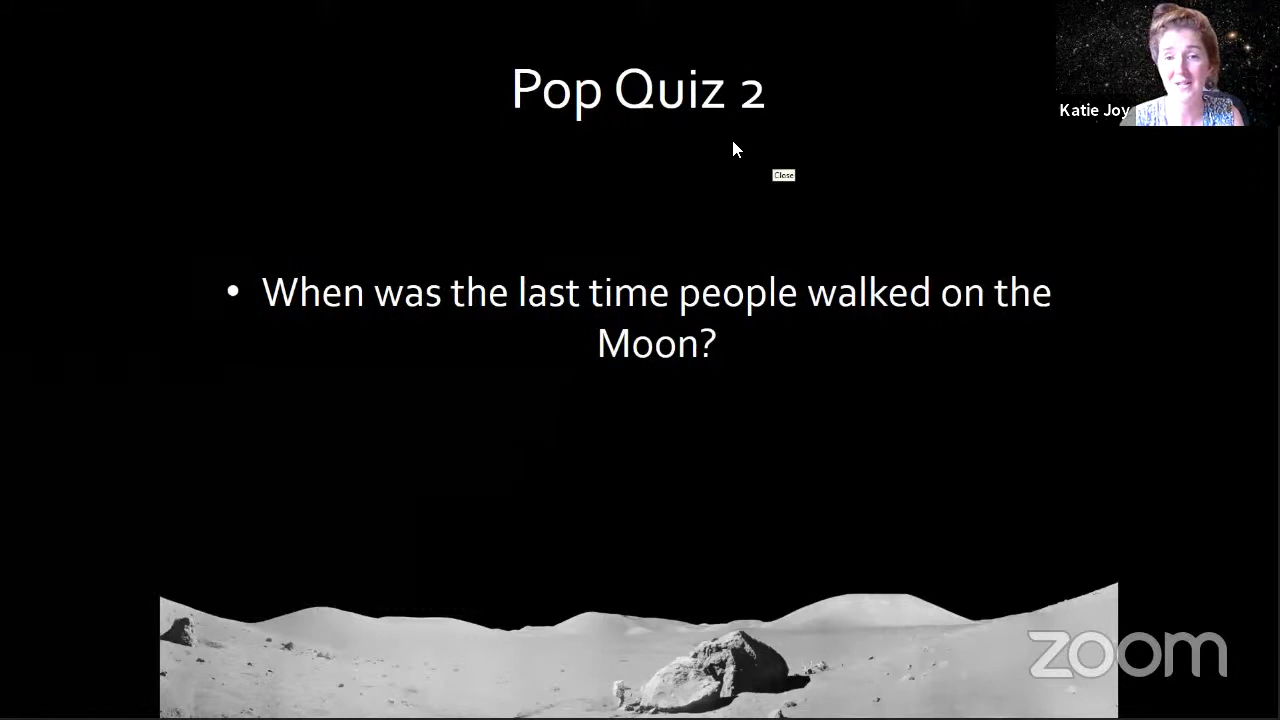 Pop Quiz 2
Katie Joy
Close
• When was the last time people walked on the
Moon?
zoom